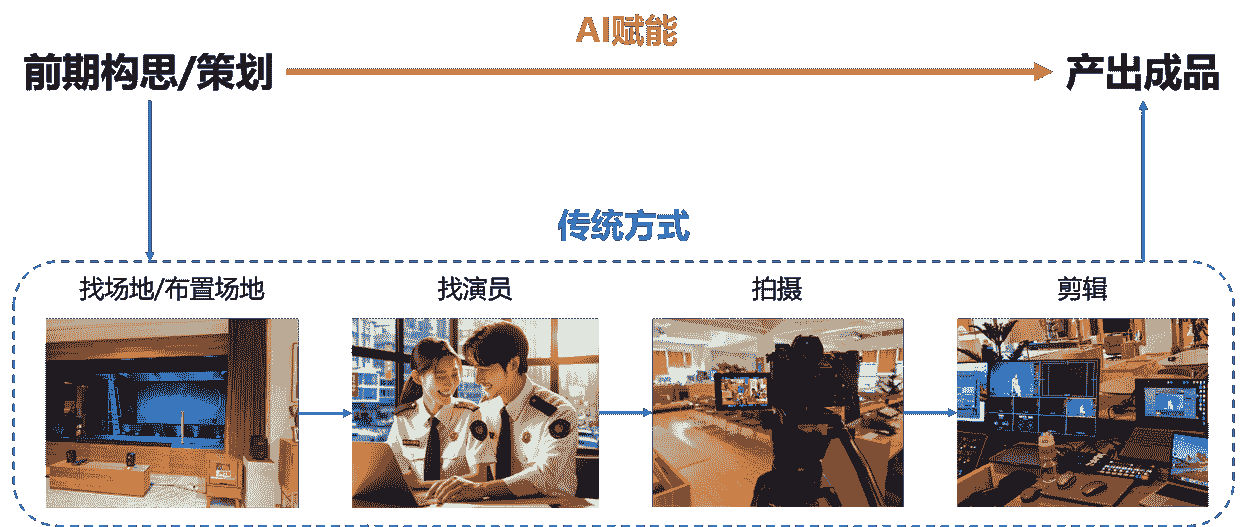 AI赋能
前期构思/策划
产出成品
传统方式
找场地/布置场地
找演员
拍摄
剪辑